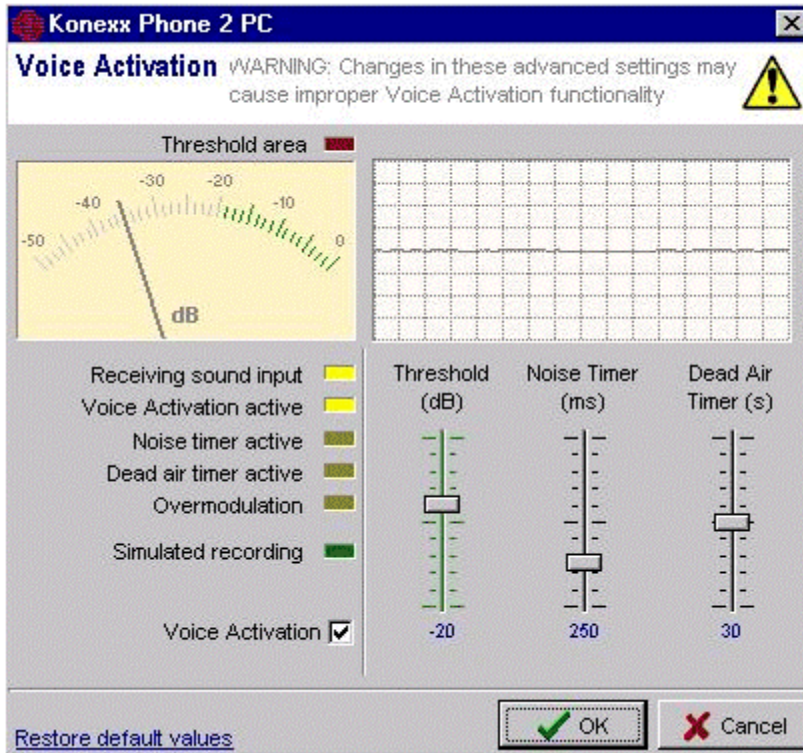 Konexx Phone 2 PC
Voice Activation WARNING: Changes in these advanced settings may
cause improper Voice Activation functionality
Threshold area
-50 -40 -30 -20 -10 0
dB
Receiving sound input
Voice Activation active
Noise timer active
Dead air timer active
Overmodulation
Simulated recording
Voice Activation
Threshold Noise Timer Dead Air
(dB) (ms) Timer (s)
-20 250 30
Restore default values
OK Cancel